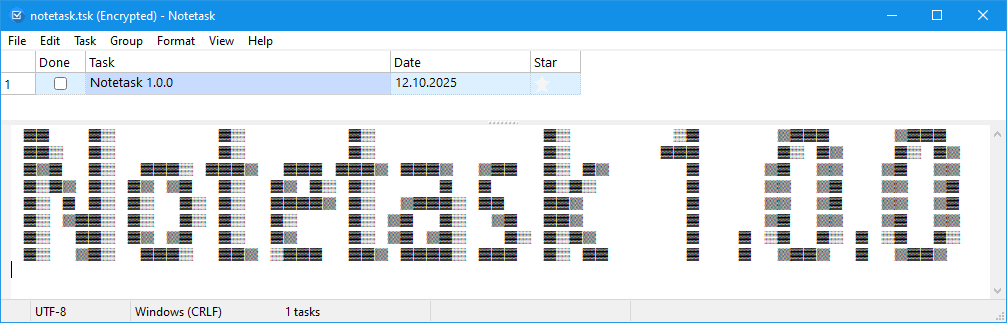 notetask.tsk (Encrypted) - Notetask
File Edit Task Group Format View Help
Done Task Date Star
1 Notetask 1.0.0 12.10.2025
Notetask 1.0.0
UTF-8 Windows (CRLF) 1 tasks